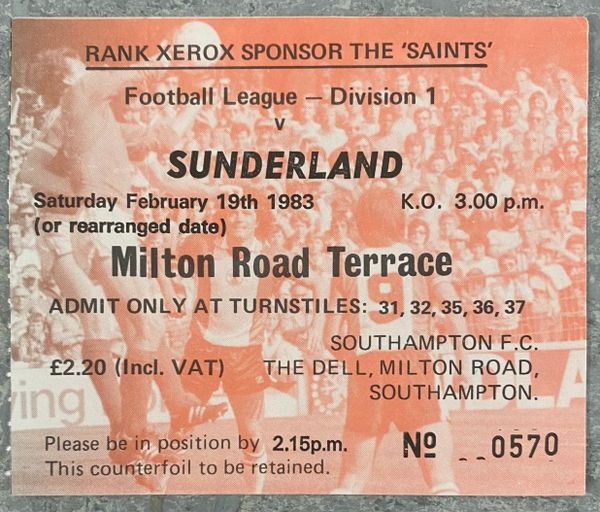 RANK XEROX SPONSOR THE 'SAINTS'
Football League — Division 1
v
SUNDERLAND
Saturday February 19th 1983 K.O. 3.00 p.m.
(or rearranged date)
Milton Road Terrace
ADMIT ONLY AT TURNSTILES: 31, 32, 35, 36, 37
SOUTHAMPTON F.C.
£2.20 (Incl. VAT) THE DELL, MILTON ROAD,
SOUTHAMPTON.
ing
9
Please be in position by 2.15p.m. Nº 0570
This counterfoil to be retained.